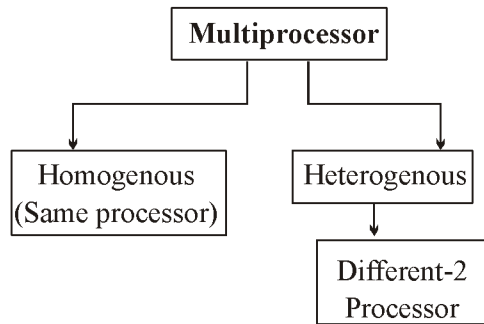 Multiprocessor
Homogenous
(Same processor)
Heterogenous
Different-2
Processor